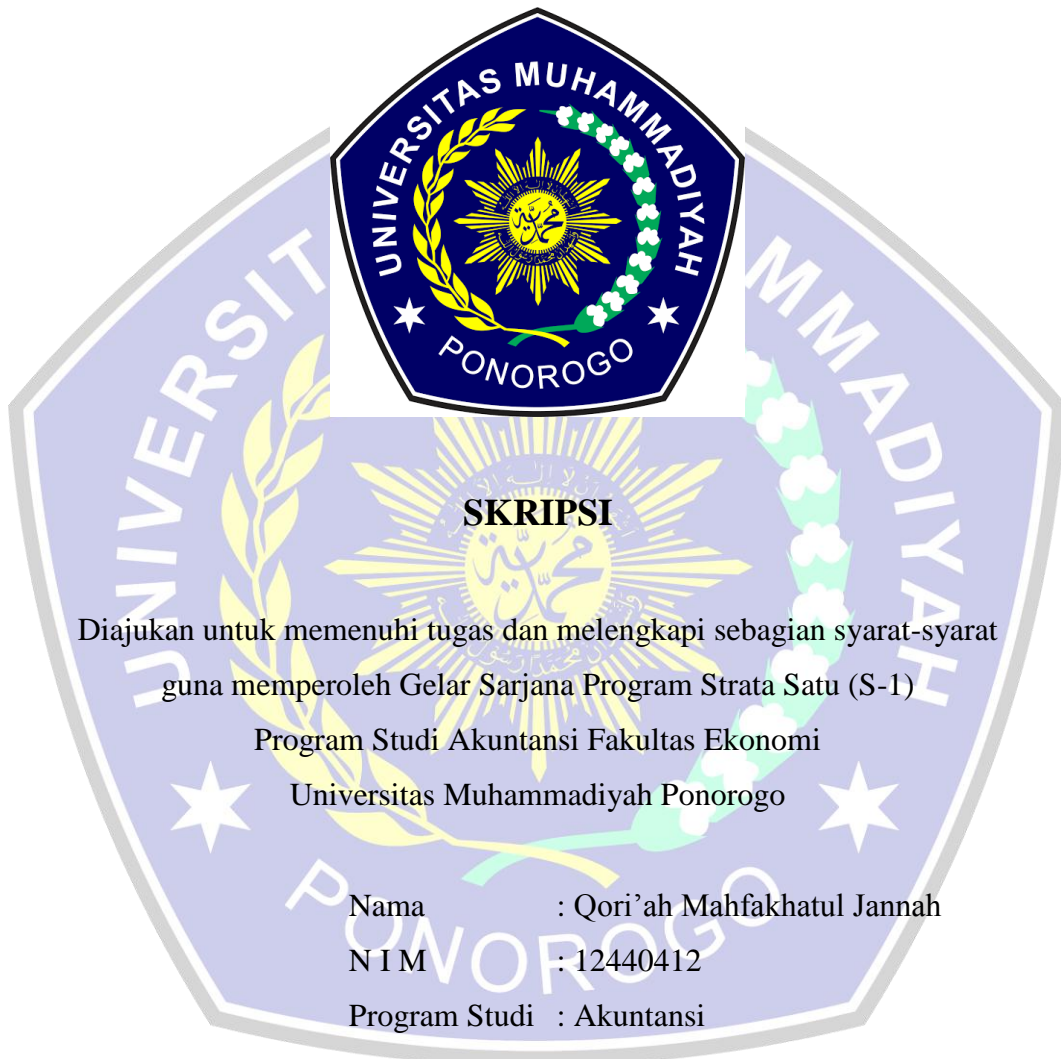 UNIVERSITAS MUHAMMADIYAH
PONOROGO
محمد
SKRIPSI
Diajukan untuk memenuhi tugas dan melengkapi sebagian syarat-syarat
guna memperoleh Gelar Sarjana Program Strata Satu (S-1)
Program Studi Akuntansi Fakultas Ekonomi
Universitas Muhammadiyah Ponorogo
Nama : Qori’ah Mahfakhatul Jannah
N I M : 12440412
Program Studi : Akuntansi